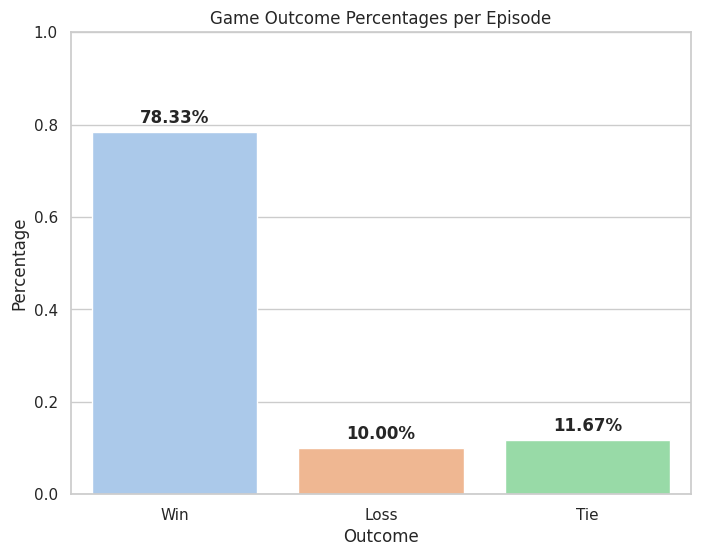 Game Outcome Percentages per Episode
1.0
0.8
0.6
0.4
0.2
0.0
Percentage
78.33%
10.00%
11.67%
Win
Loss
Tie
Outcome